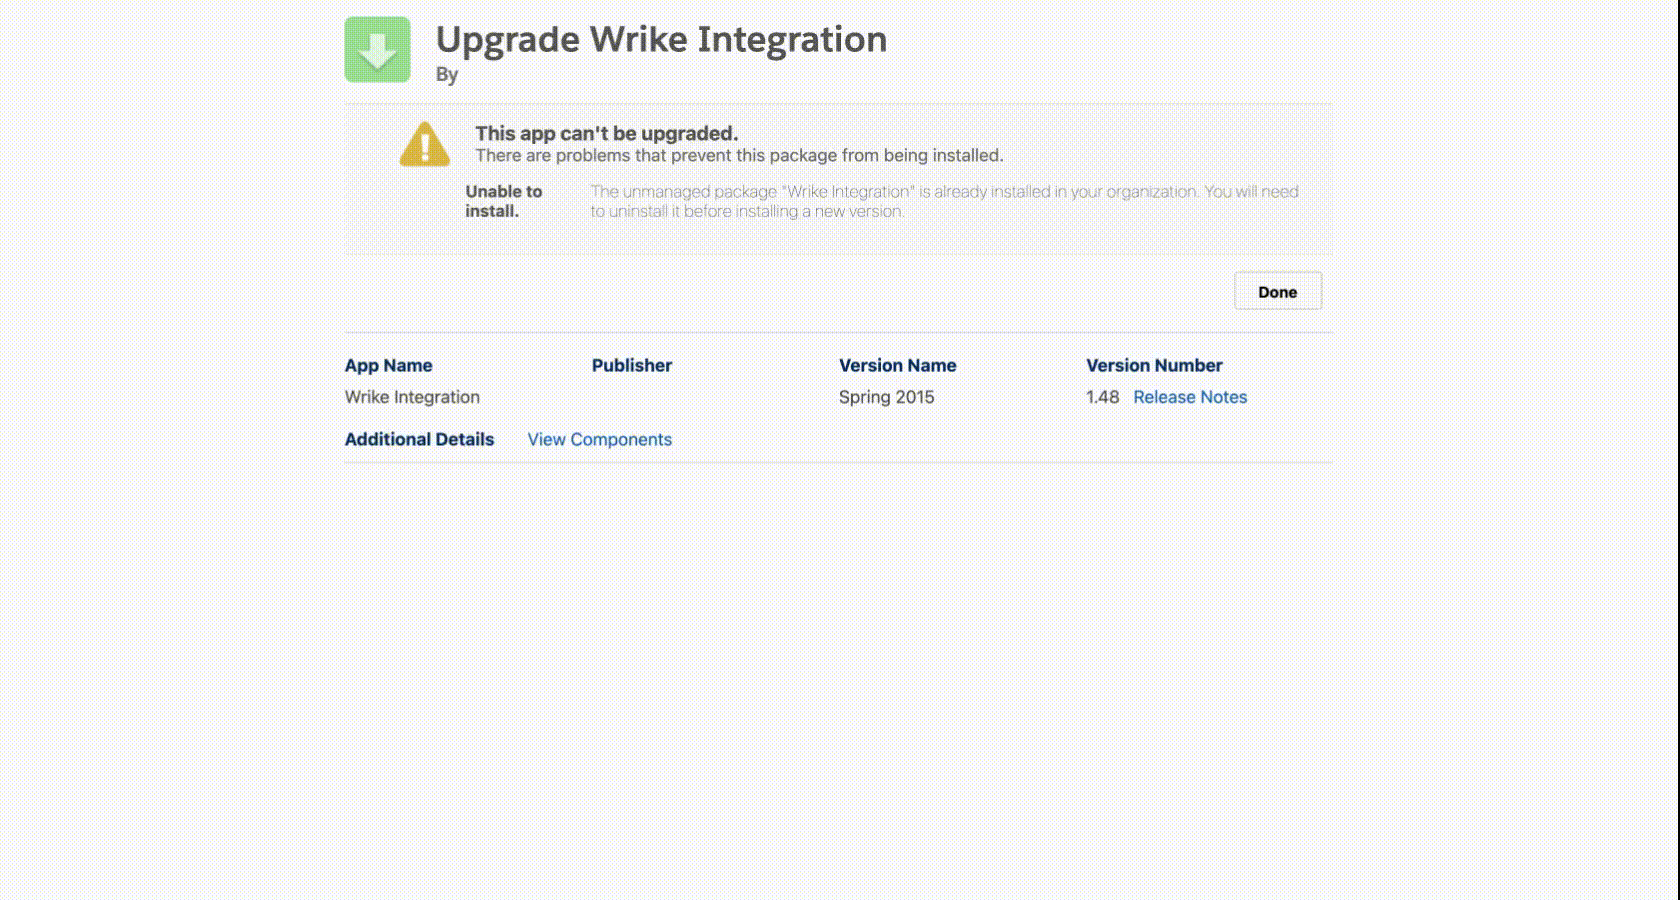 Upgrade Wrike Integration
By
This app can't be upgraded.
There are problems that prevent this package from being installed.
Unable to install. The unmanaged package "Wrike Integration" is already installed in your organization. You will need
to uninstall it before installing a new version.
Done
App Name Publisher Version Name Version Number
Wrike Integration Spring 2015 1.48 Release Notes
Additional Details View Components